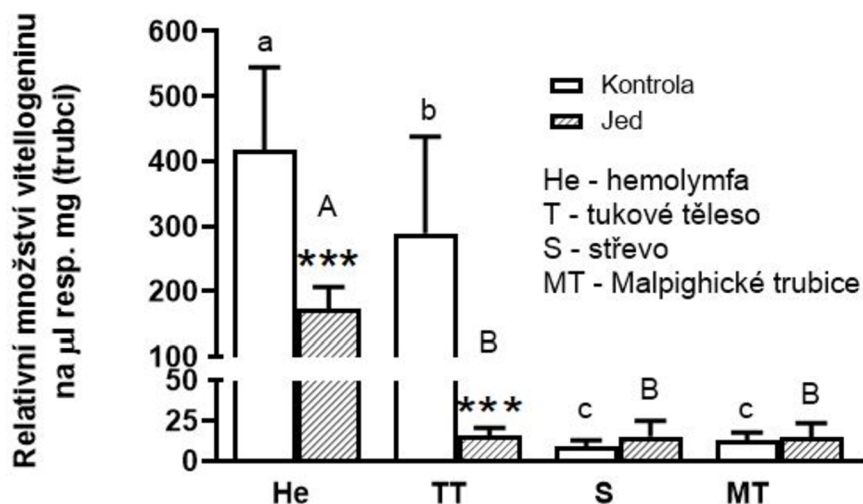 Relativní množství vitellogeninu
na µl resp. mg (trubci)
600
500
400
300
200
100
50
25
0
a
A
***
b
B
***
c
B
c
B
Kontrola
Jed
He - hemolymfa
T - tukové těleso
S - střevo
MT - Malpighické trubice
He
TT
S
MT